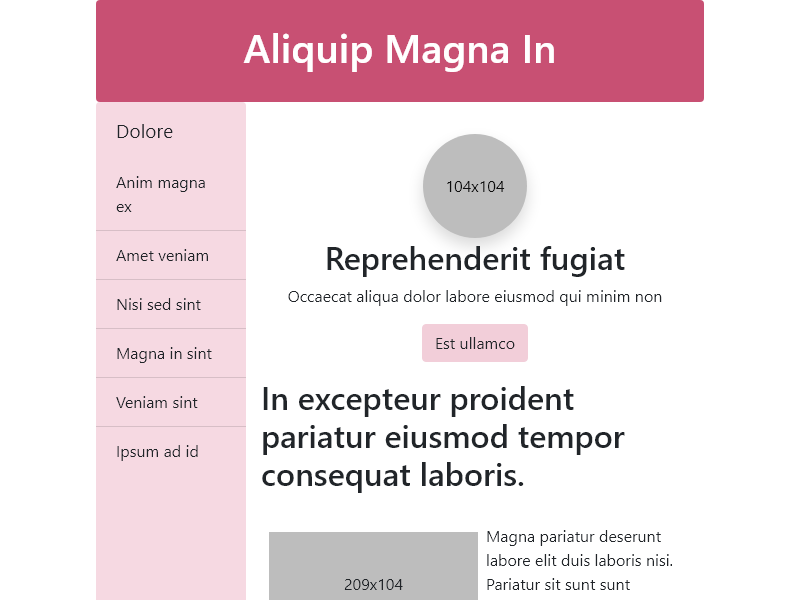 Aliquip Magna In
Dolore
Anim magna
ex
Amet veniam
Nisi sed sint
Magna in sint
Veniam sint
Ipsum ad id
104x104
Reprehenderit fugiat
Occaecat aliqua dolor labore eiusmod qui minim non
Est ullamco
In excepteur proident
pariatur eiusmod tempor
consequat laboris.
209x104
Magna pariatur deserunt
labore elit duis laboris nisi.
Pariatur sit sunt sunt